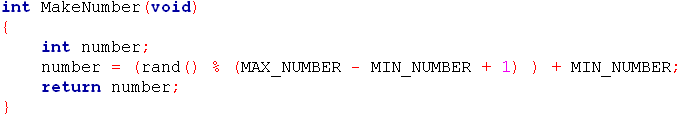 int MakeNumber(void)
{
    int number;
    number = (rand() % (MAX_NUMBER - MIN_NUMBER + 1) ) + MIN_NUMBER;
    return number;
}